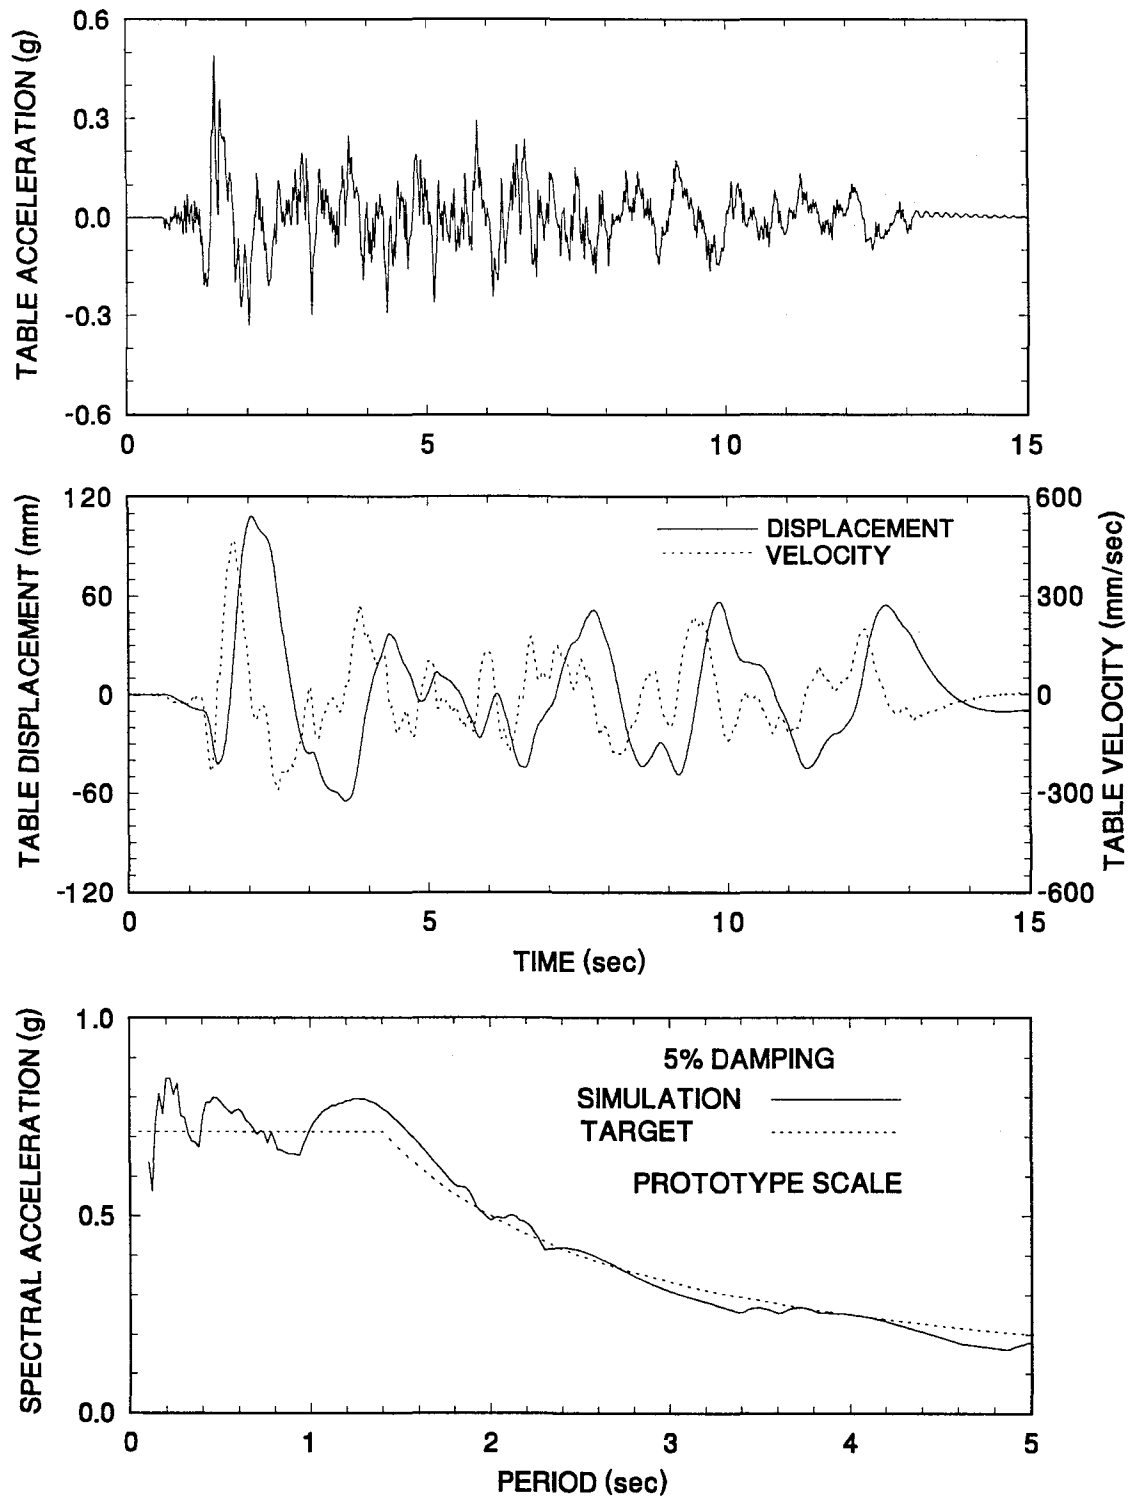 TABLE ACCELERATION (g)
0.6
0.3
0.0
-0.3
-0.6
0 5 10 15
TABLE DISPLACEMENT (mm)
120
60
0
-60
-120
DISPLACEMENT
VELOCITY
600
300
0
-300
-600
TABLE VELOCITY (mm/sec)
0 5 10 15
TIME (sec)
SPECTRAL ACCELERATION (g)
1.0
0.5
0.0
5% DAMPING
SIMULATION
TARGET
PROTOTYPE SCALE
0 1 2 3 4 5
PERIOD (sec)